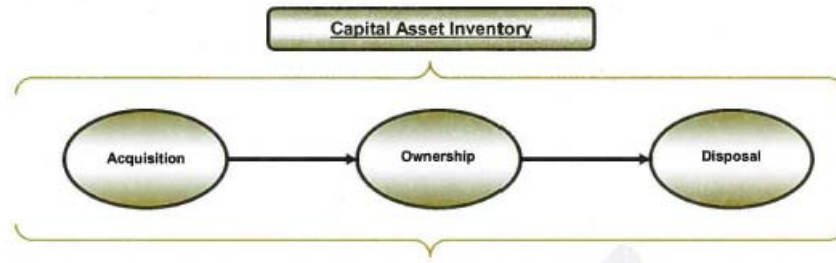 Capital Asset Inventory
Acquisition
Ownership
Disposal